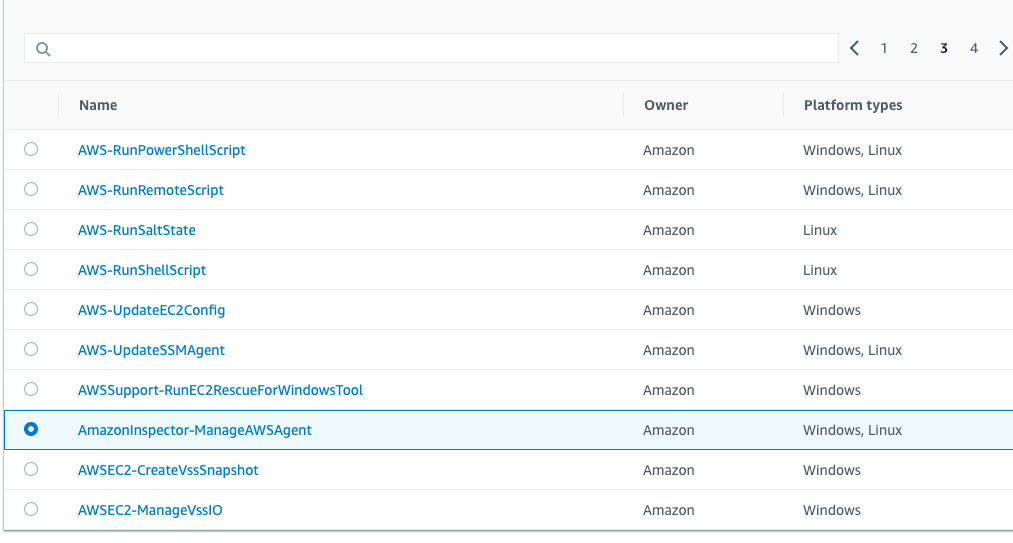 1 2 3 4
Name Owner Platform types
AWS-RunPowerShellScript Amazon Windows, Linux
AWS-RunRemoteScript Amazon Windows, Linux
AWS-RunSaltState Amazon Linux
AWS-RunShellScript Amazon Linux
AWS-UpdateEC2Config Amazon Windows
AWS-UpdateSSMAgent Amazon Windows, Linux
AWSSupport-RunEC2RescueForWindowsTool Amazon Windows
AmazonInspector-ManageAWSAgent Amazon Windows, Linux
AWSEC2-CreateVssSnapshot Amazon Windows
AWSEC2-ManageVssIO Amazon Windows